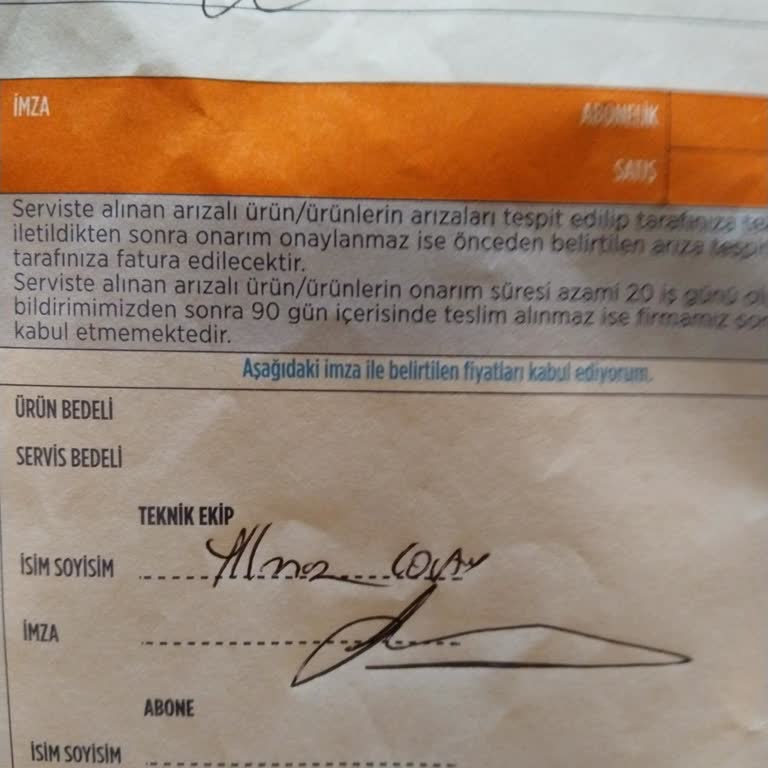 İMZA ABONELİK
SATIŞ
Serviste alınan arızalı ürün/ürünlerin arızaları tespit edilip tarafınıza
iletildikten sonra onarım onaylanmaz ise önceden belirtilen arıza
tarafınıza fatura edilecektir.
Serviste alınan arızalı ürün/ürünlerin onarım süresi azami 20 iş günü
bildirimimizden sonra 90 gün içerisinde teslim alınmaz ise firmamız
kabul etmemektedir.
Aşağıdaki imza ile belirtilen fiyatları kabul ediyorum.
ÜRÜN BEDELİ
SERVİS BEDELİ
TEKNİK EKİP
İSİM SOYİSİM
İMZA
ABONE
İSİM SOYİSİM